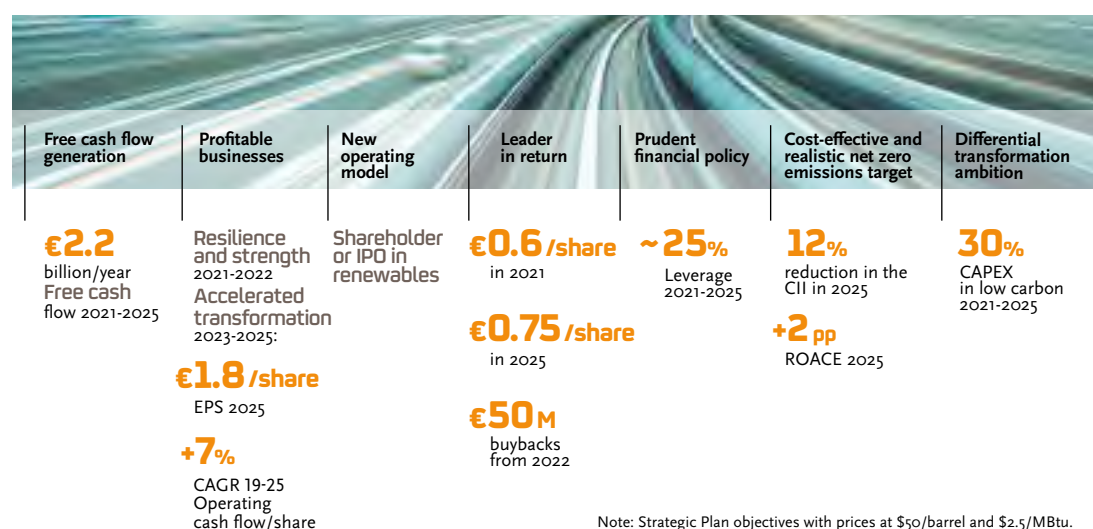 Free cash flow
generation
Profitable
businesses
New
operating
model
Leader
in return
Prudent
financial policy
Cost-effective and
realistic net zero
emissions target
Differential
transformation
ambition
€2.2
billion/year
Free cash
flow 2021-2025
Resilience
and strength
2021-2022
Accelerated
transformation
2023-2025:
€1.8 /share
EPS 2025
+7%
CAGR 19-25
Operating
cash flow/share
Shareholder
or IPO in
renewables
€0.6 /share
in 2021
€0.75 /share
in 2025
€50 M
buybacks
from 2022
~ 25%
Leverage
2021-2025
12%
reduction in the
CII in 2025
+2 pp
ROACE 2025
30%
CAPEX
in low carbon
2021-2025
Note: Strategic Plan objectives with prices at $50/barrel and $2.5/MBtu.